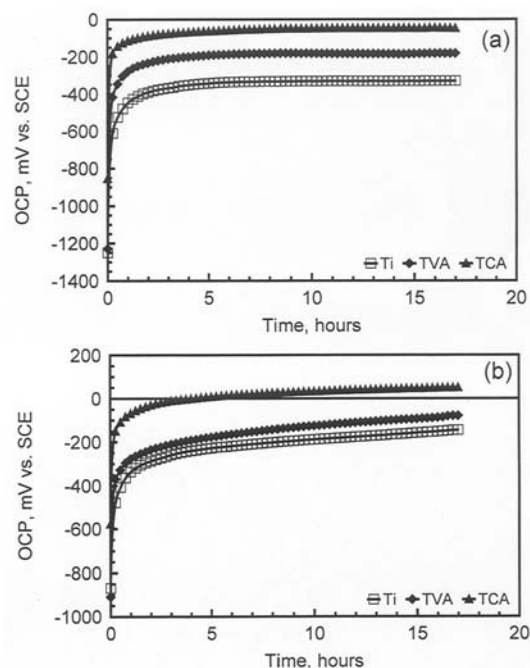 0
(a)
-200
-400
-600
-800
-1000
-1200
-1400
OCP, mV vs. SCE
Ti TVA TCA
0 5 10 15 20
Time, hours
200
(b)
0
-200
-400
-600
-800
-1000
OCP, mV vs. SCE
Ti TVA TCA
0 5 10 15 20
Time, hours